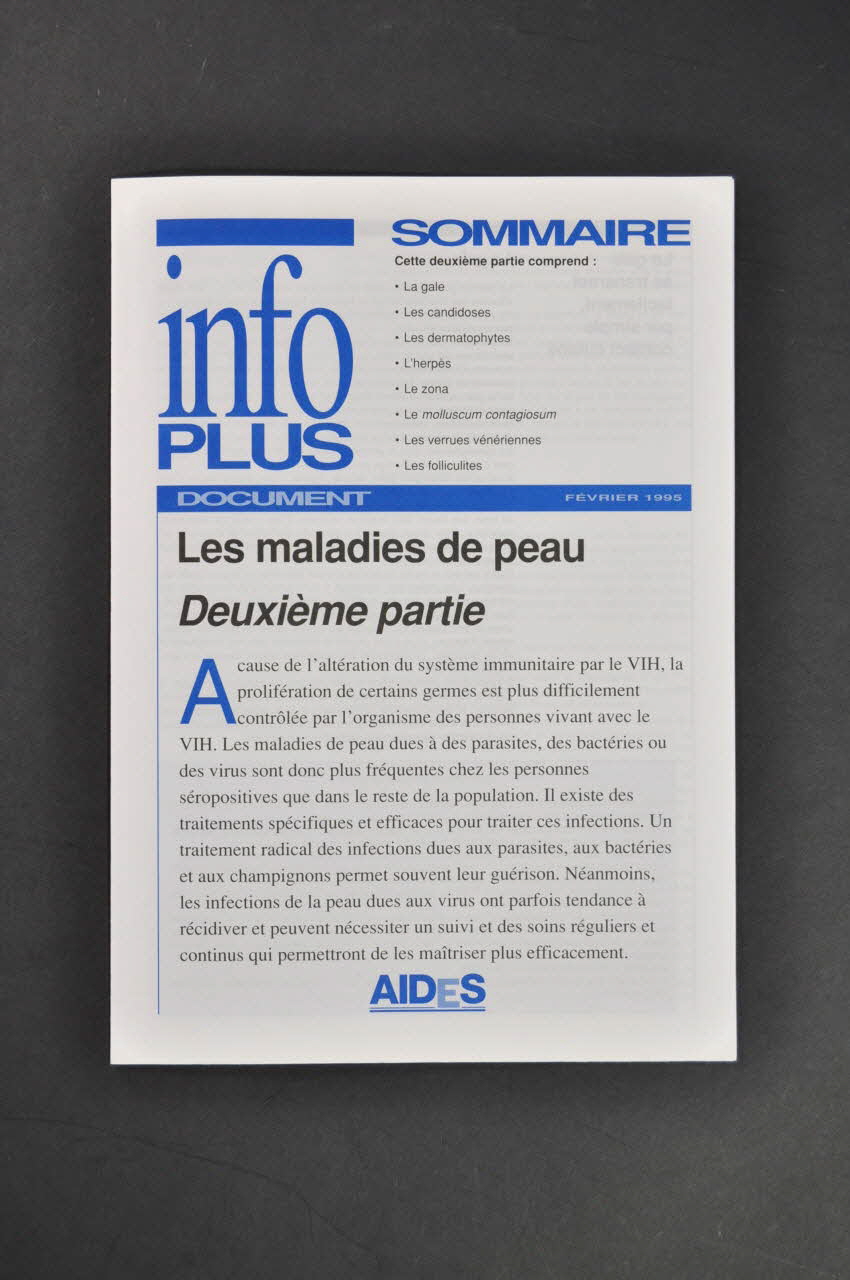 info
PLUS
SOMMAIRE
Cette deuxième partie comprend :
• La gale
• Les candidoses
• Les dermatophytes
• L'herpès
• Le zona
• Le molluscum contagiosum
• Les verrues vénériennes
• Les folliculites
DOCUMENT FÉVRIER 1995
Les maladies de peau
Deuxième partie
A cause de l'altération du système immunitaire par le VIH, la
prolifération de certains germes est plus difficilement
contrôlée par l'organisme des personnes vivant avec le
VIH. Les maladies de peau dues à des parasites, des bactéries ou
des virus sont donc plus fréquentes chez les personnes
séropositives que dans le reste de la population. Il existe des
traitements spécifiques et efficaces pour traiter ces infections. Un
traitement radical des infections dues aux parasites, aux bactéries
et aux champignons permet souvent leur guérison. Néanmoins,
les infections de la peau dues aux virus ont parfois tendance à
récidiver et peuvent nécessiter un suivi et des soins réguliers et
continus qui permettront de les maîtriser plus efficacement.
AIDES